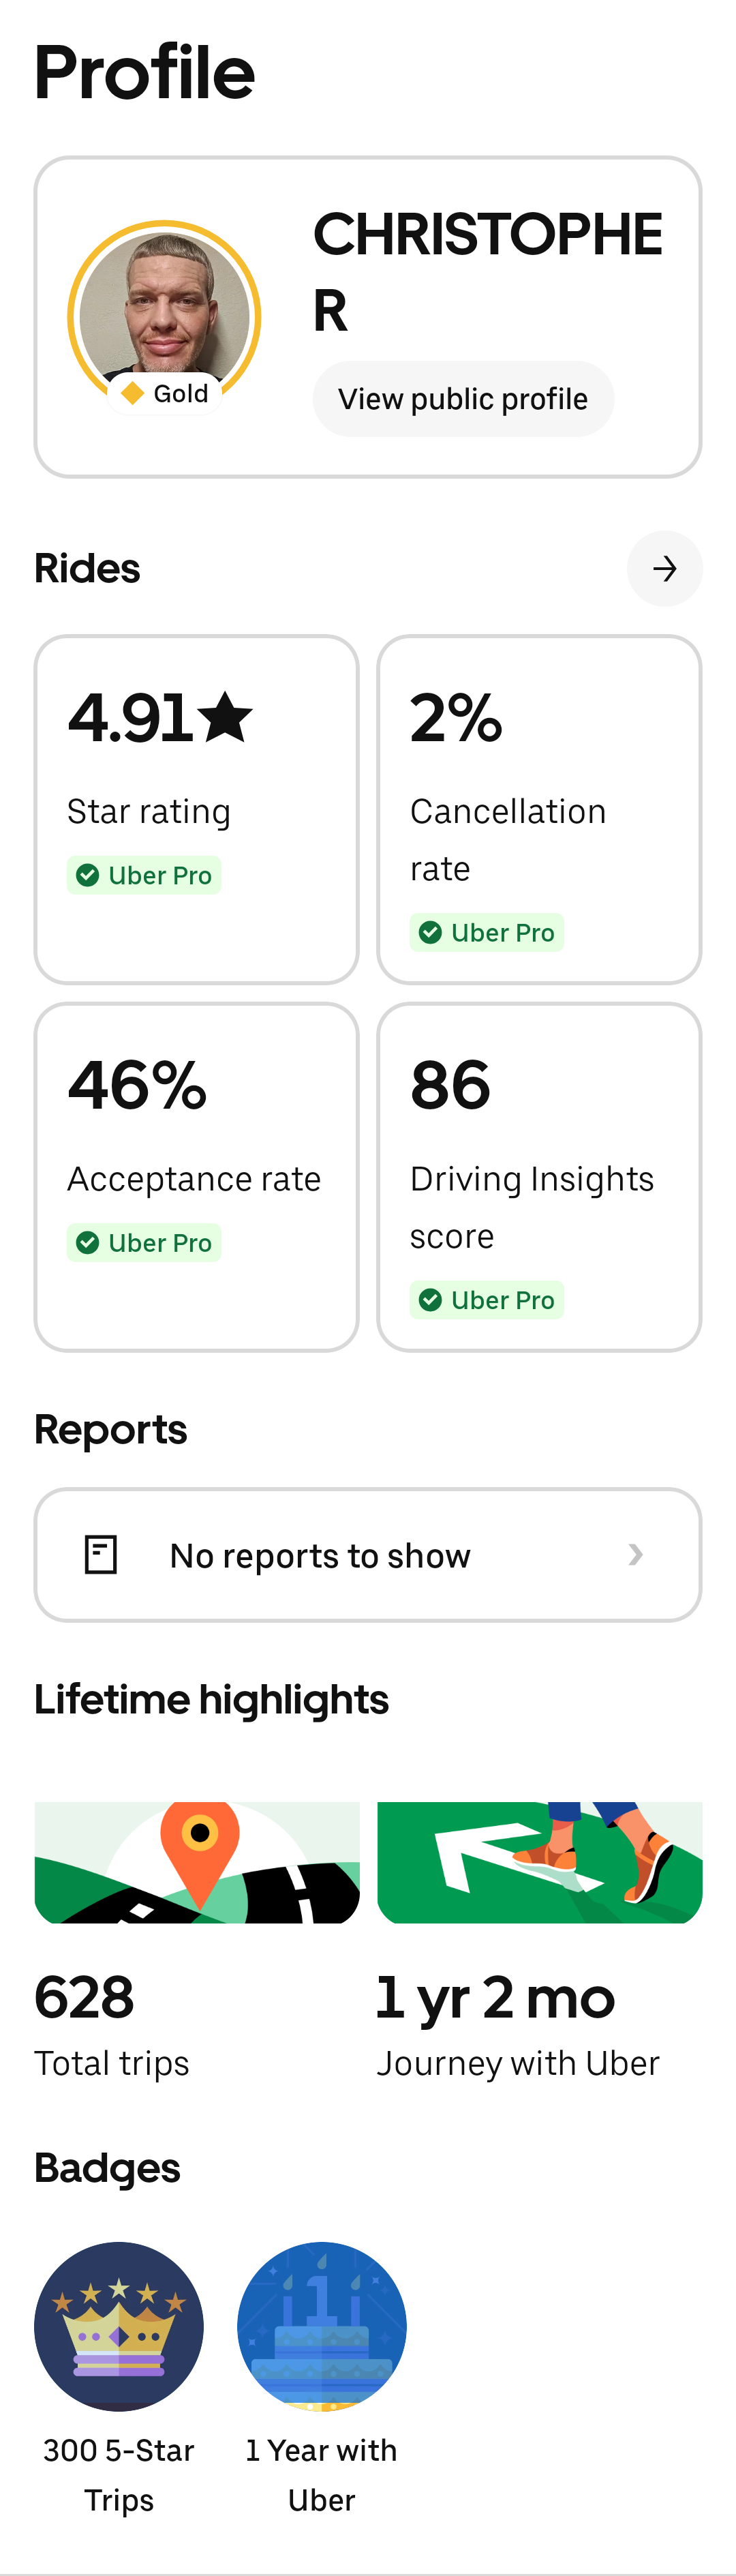 Profile
CHRISTOPHE
R
Gold
View public profile
Rides
4.91★
Star rating
Uber Pro
2%
Cancellation
rate
Uber Pro
46%
Acceptance rate
Uber Pro
86
Driving Insights
score
Uber Pro
Reports
No reports to show
Lifetime highlights
628
Total trips
1 yr 2 mo
Journey with Uber
Badges
1
300 5-Star
Trips
1 Year with
Uber